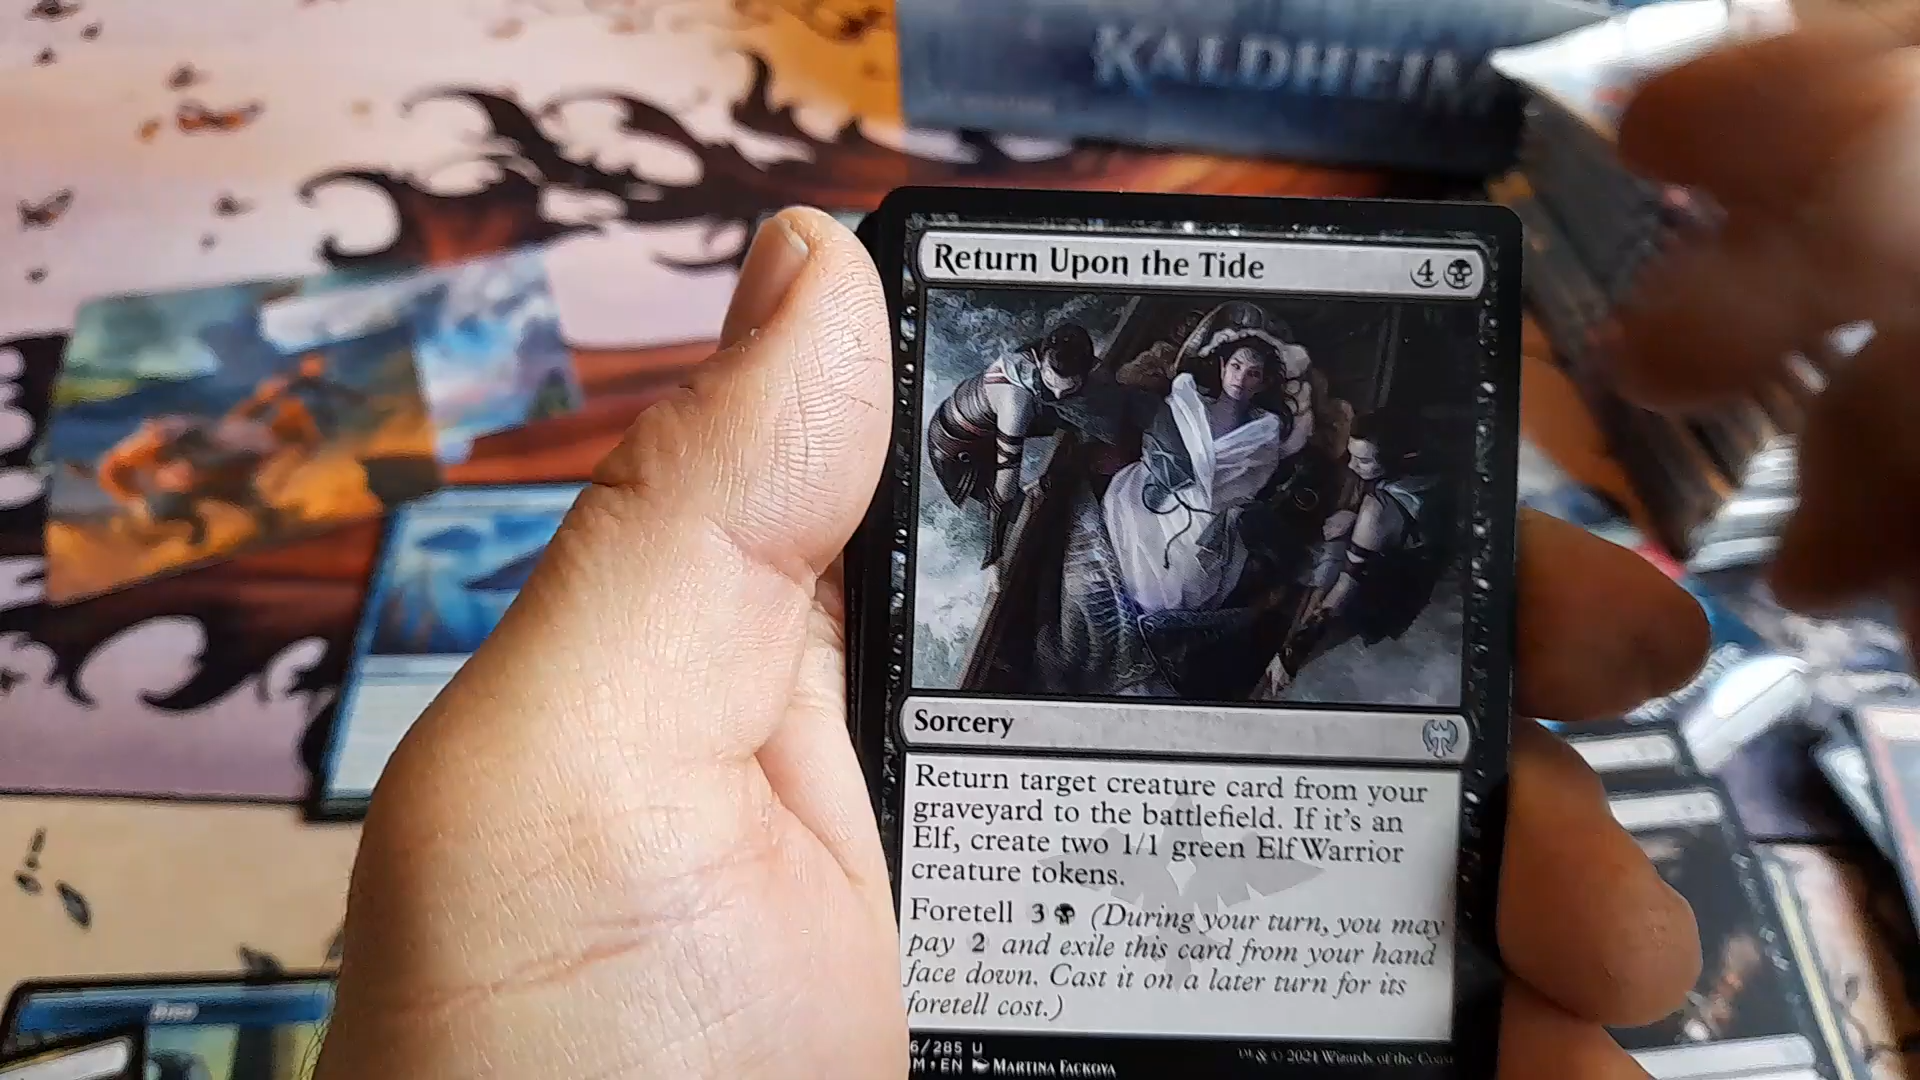 KALDHEIM
Return Upon the Tide 4
Sorcery
Return target creature card from your
graveyard to the battlefield. If it's an
Elf, create two 1/1 green Elf Warrior
creature tokens.
Foretell 3 (During your turn, you may
pay 2 and exile this card from your hand
face down. Cast it on a later turn for its
foretell cost.)
6/285 U
M • EN MARTINA FACKOVA
™ & © 2021 Wizards of the Coast